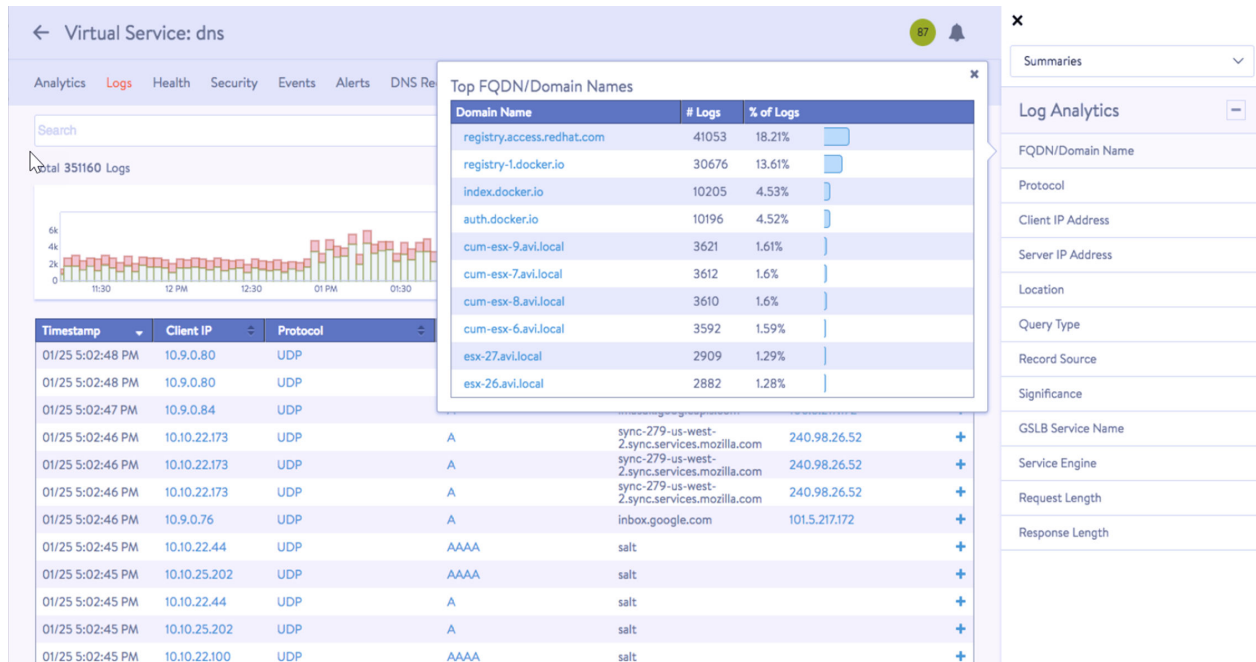 ← Virtual Service: dns
87
Analytics Logs Health Security Events Alerts DNS Re
Search
Total 351160 Logs
6k
4k
2k
0
11:30 12 PM 12:30 01 PM 01:30
Timestamp Client IP Protocol
01/25 5:02:48 PM 10.9.0.80 UDP
01/25 5:02:48 PM 10.9.0.80 UDP
01/25 5:02:47 PM 10.9.0.84 UDP
01/25 5:02:46 PM 10.10.22.173 UDP A sync-279-us-west-
2.sync.services.mozilla.com 240.98.26.52 +
01/25 5:02:46 PM 10.10.22.173 UDP A sync-279-us-west-
2.sync.services.mozilla.com 240.98.26.52 +
01/25 5:02:46 PM 10.10.22.173 UDP A sync-279-us-west-
2.sync.services.mozilla.com 240.98.26.52 +
01/25 5:02:46 PM 10.9.0.76 UDP A inbox.google.com 101.5.217.172 +
01/25 5:02:45 PM 10.10.22.44 UDP AAAA salt +
01/25 5:02:45 PM 10.10.25.202 UDP AAAA salt +
01/25 5:02:45 PM 10.10.22.44 UDP A salt +
01/25 5:02:45 PM 10.10.25.202 UDP A salt +
01/25 5:02:45 PM 10.10.22.100 UDP AAAA salt +
Top FQDN/Domain Names
Domain Name # Logs % of Logs
registry.access.redhat.com 41053 18.21%
registry-1.docker.io 30676 13.61%
index.docker.io 10205 4.53%
auth.docker.io 10196 4.52%
cum-esx-9.avi.local 3621 1.61%
cum-esx-7.avi.local 3612 1.6%
cum-esx-8.avi.local 3610 1.6%
cum-esx-6.avi.local 3592 1.59%
esx-27.avi.local 2909 1.29%
esx-26.avi.local 2882 1.28%
Summaries
Log Analytics
FQDN/Domain Name
Protocol
Client IP Address
Server IP Address
Location
Query Type
Record Source
Significance
GSLB Service Name
Service Engine
Request Length
Response Length